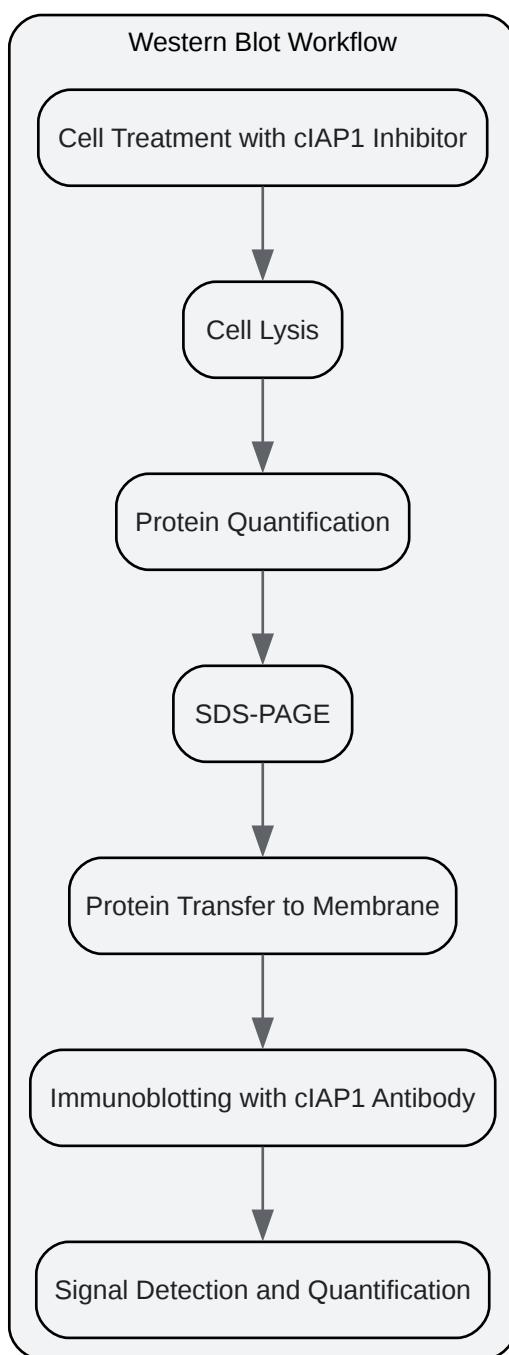 Western Blot Workflow
Cell Treatment with cIAP1 Inhibitor
Cell Lysis
Protein Quantification
SDS-PAGE
Protein Transfer to Membrane
Immunoblotting with cIAP1 Antibody
Signal Detection and Quantification